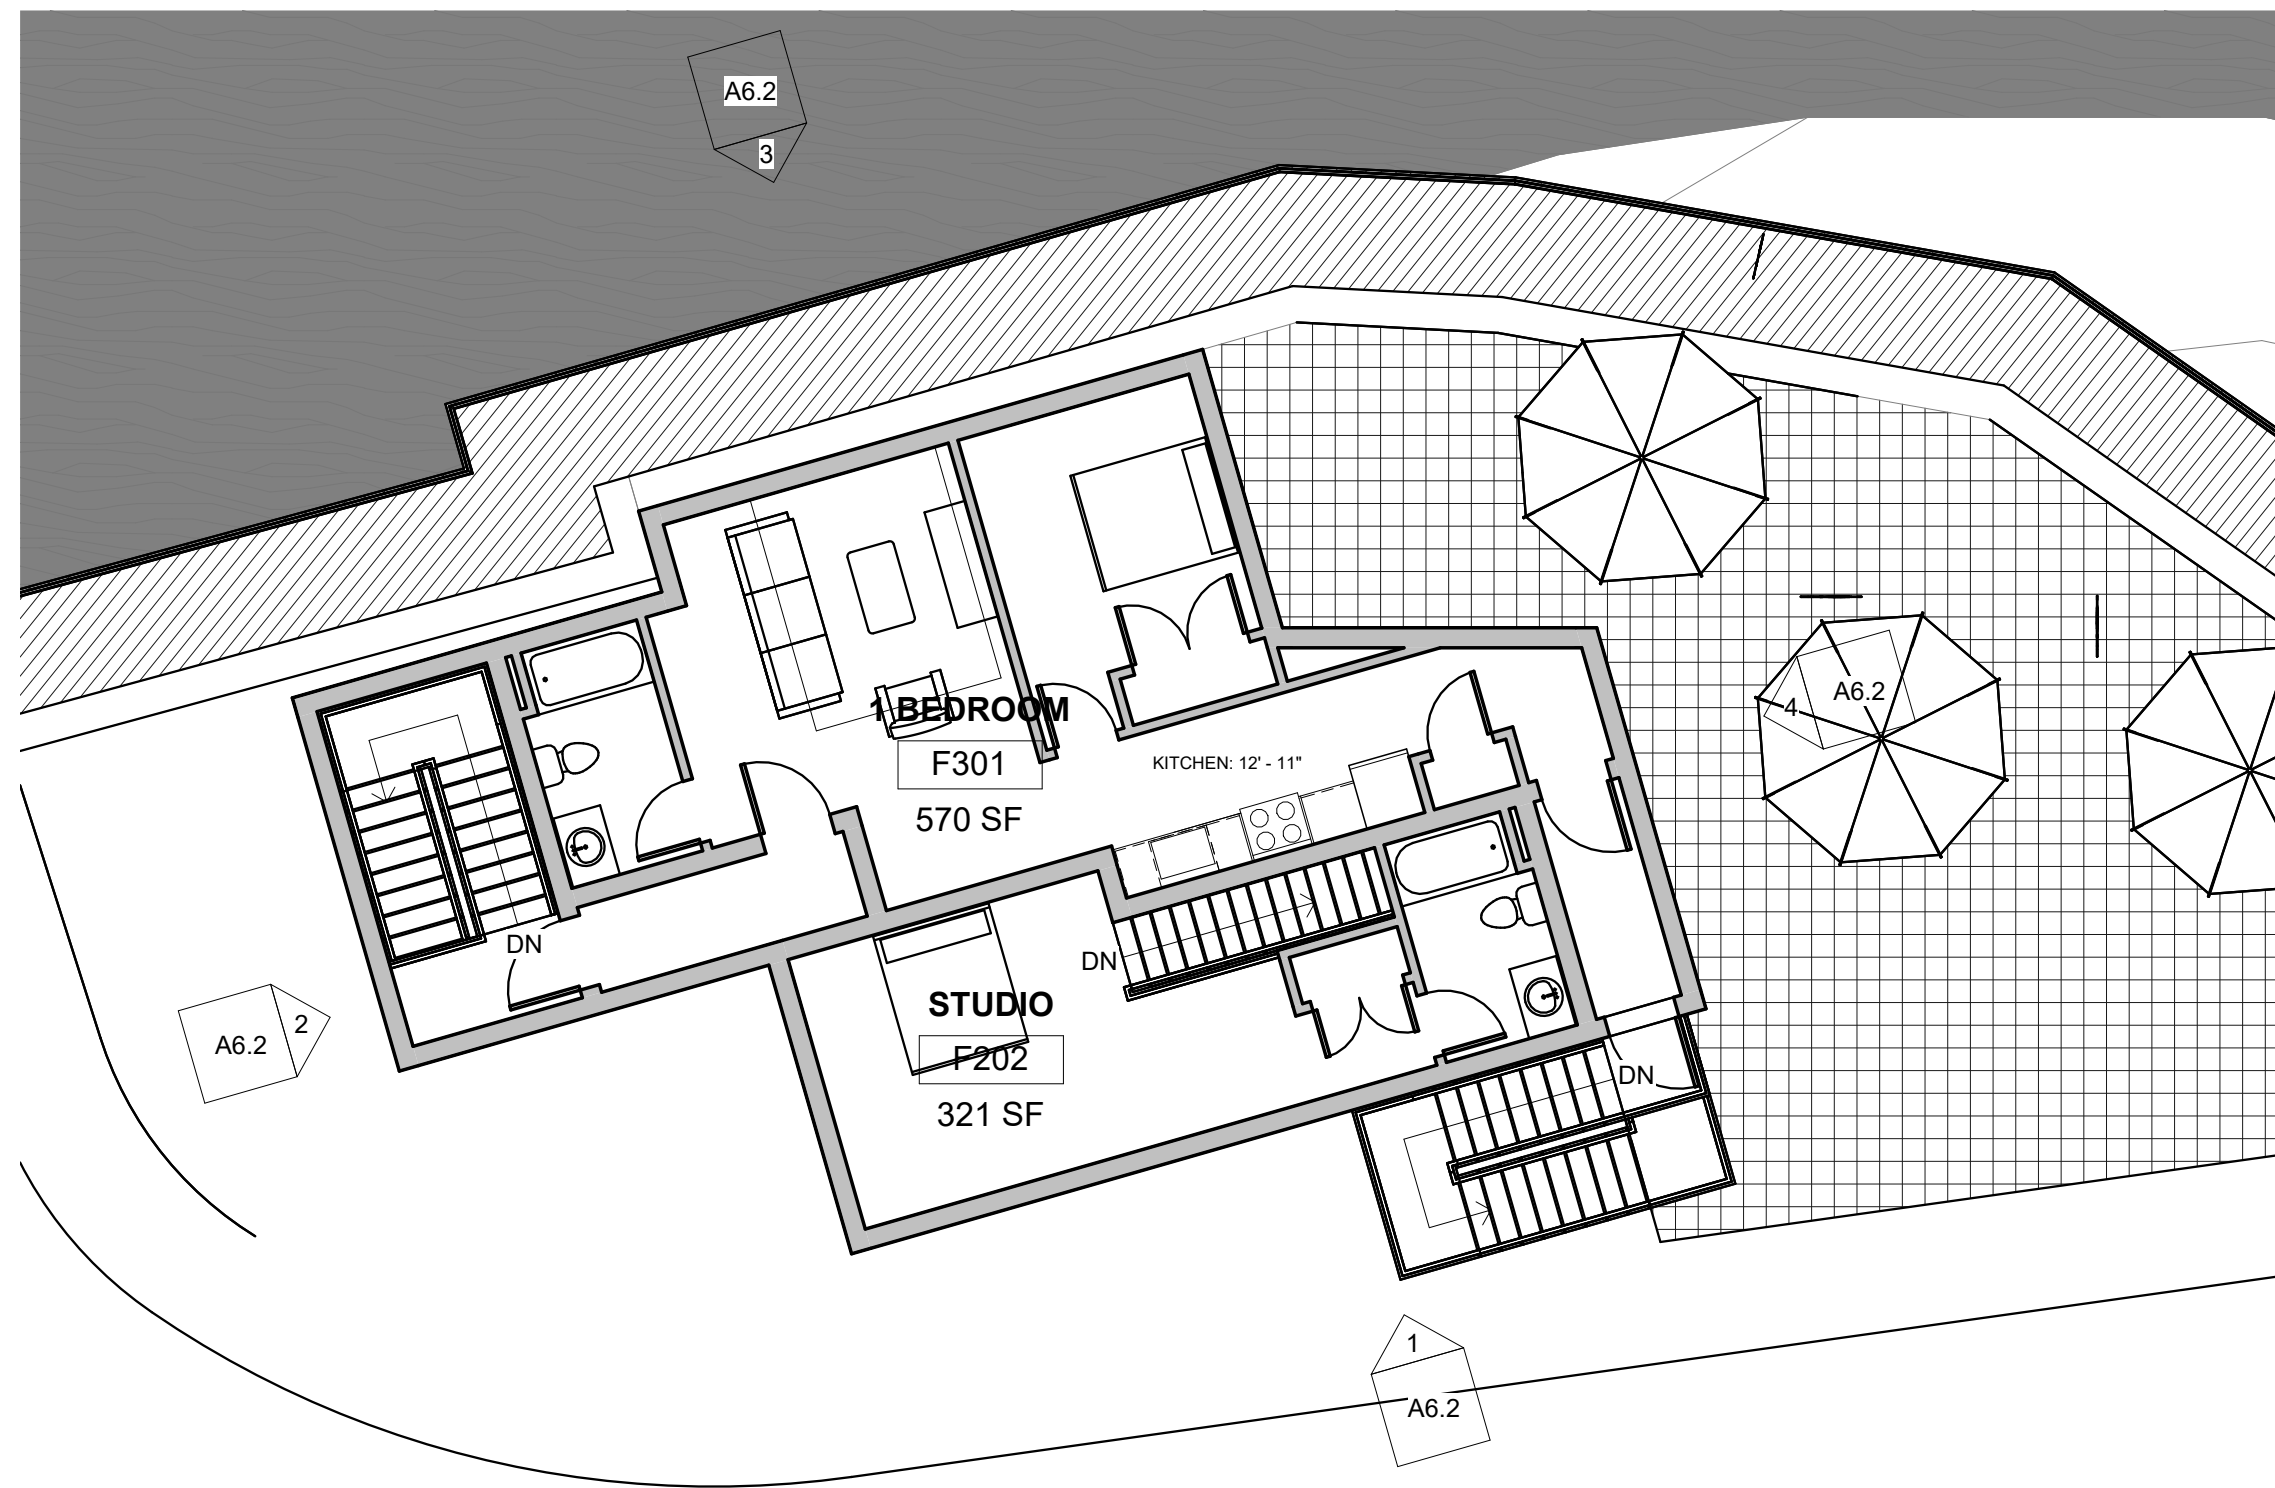 A6.2
3
1 BEDROOM
F301
570 SF
KITCHEN: 12' - 11"
4
A6.2
DN
DN
STUDIO
F202
321 SF
2
A6.2
DN
1
A6.2